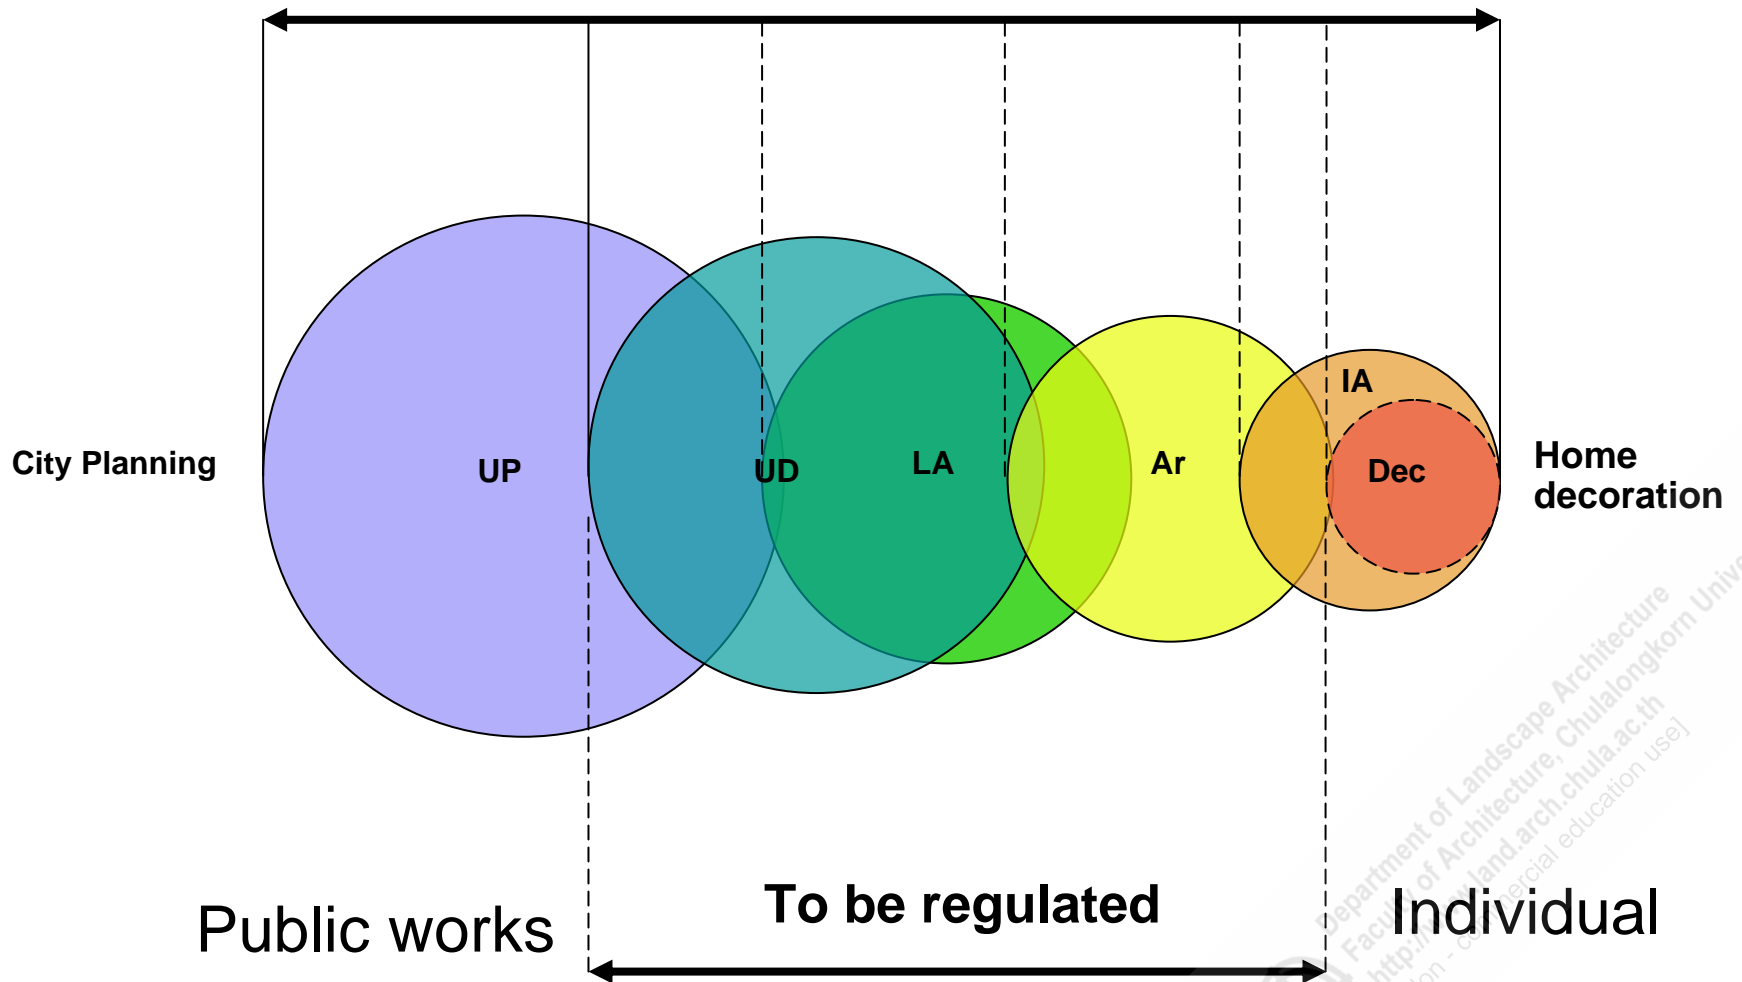 City Planning
UP
UD
LA
Ar
IA
Dec
Home
decoration
Public works
To be regulated
Individual
Department of Landscape Architecture
Faculty of Architecture, Chulalongkorn